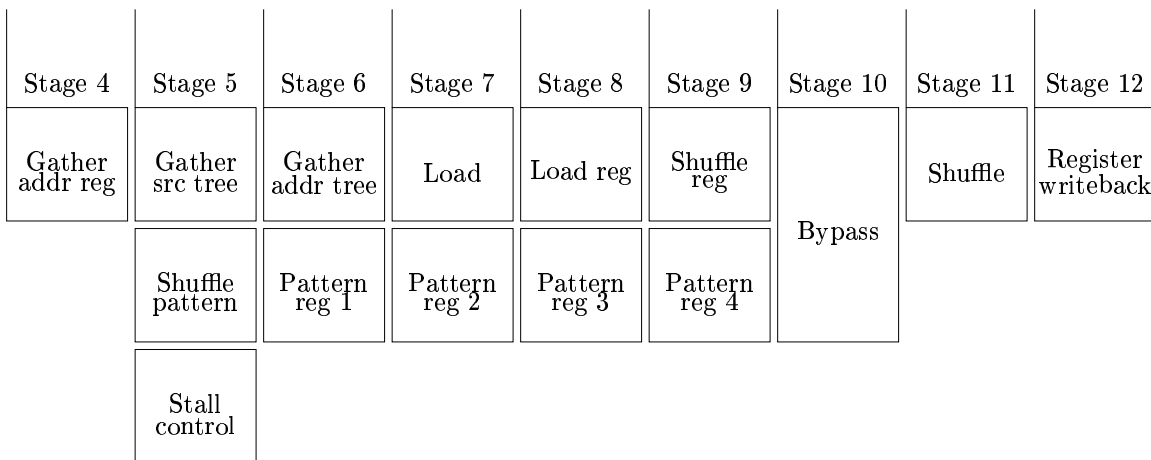 Stage 4 Stage 5 Stage 6 Stage 7 Stage 8 Stage 9 Stage 10 Stage 11 Stage 12
Gather
addr reg
Gather
src tree
Gather
addr tree
Load
Load reg
Shuffle
reg
Bypass
Shuffle
Register
writeback
Shuffle
pattern
Pattern
reg 1
Pattern
reg 2
Pattern
reg 3
Pattern
reg 4
Stall
control